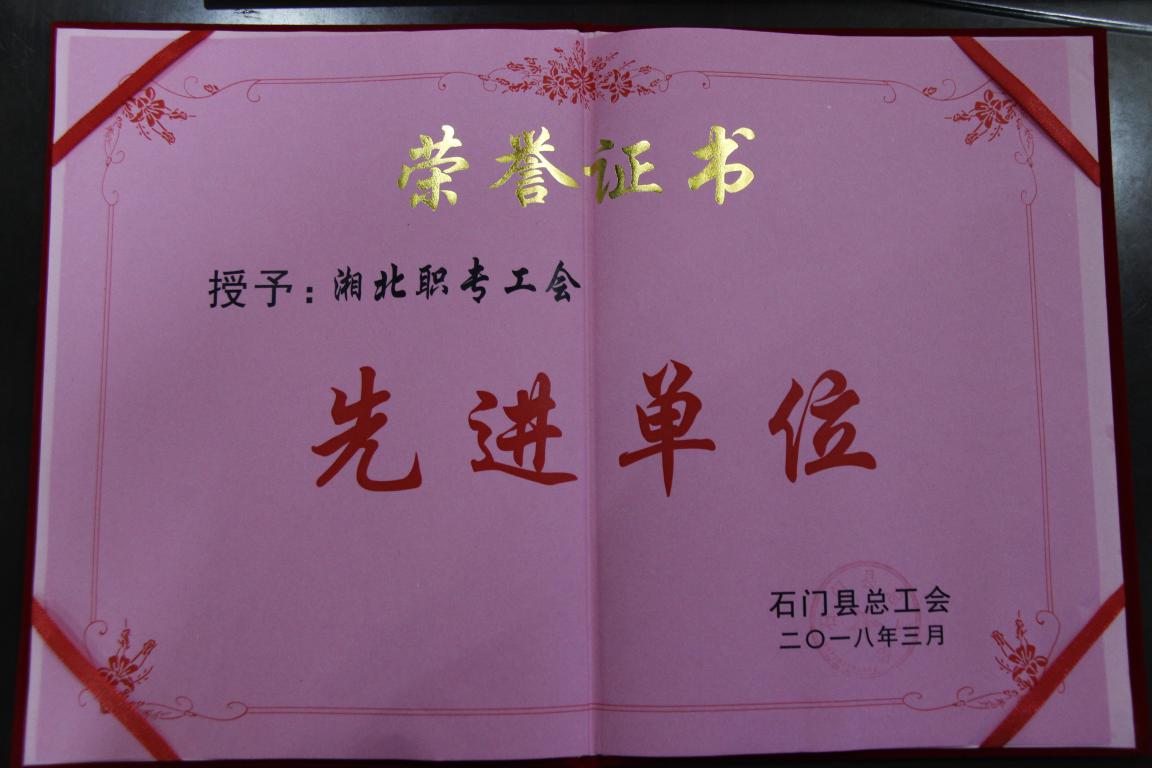 荣誉证书
授予：湘北职专工会
先进单位
石门县总工会
二〇一八年三月